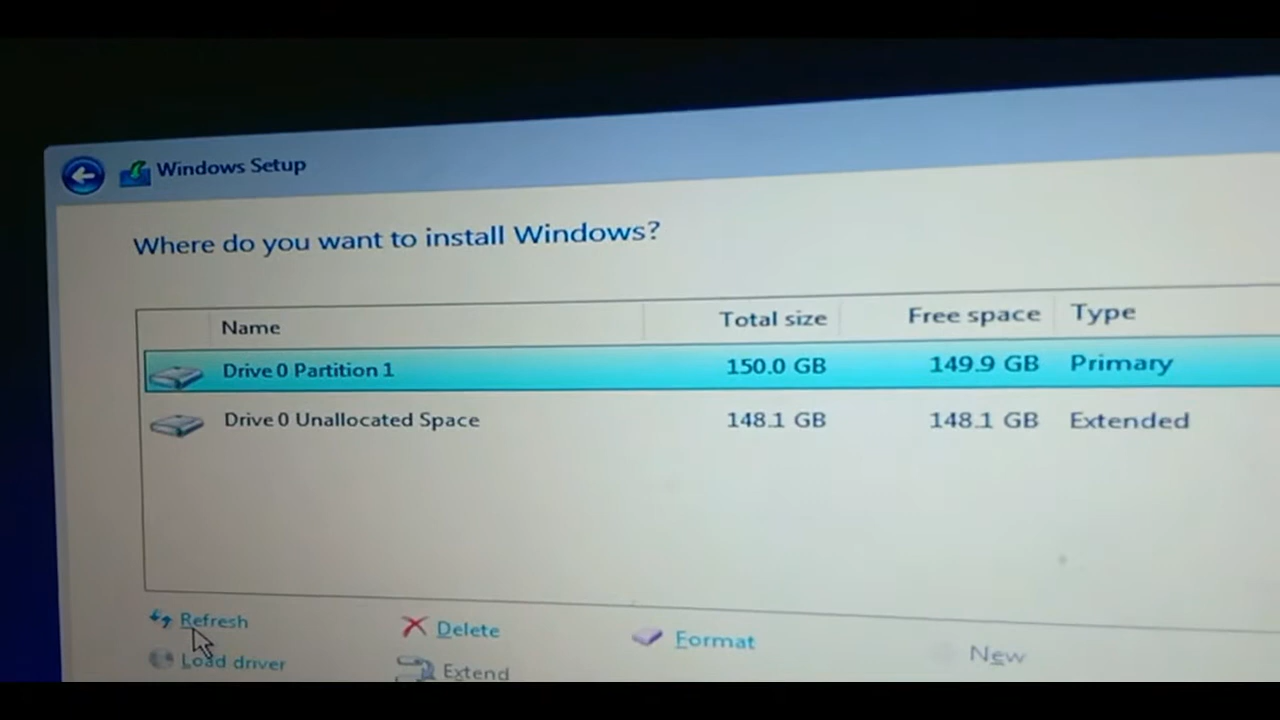 Windows Setup
Where do you want to install Windows?
Name Total size Free space Type
Drive 0 Partition 1 150.0 GB 149.9 GB Primary
Drive 0 Unallocated Space 148.1 GB 148.1 GB Extended
Refresh Delete Format New
Load driver Extend